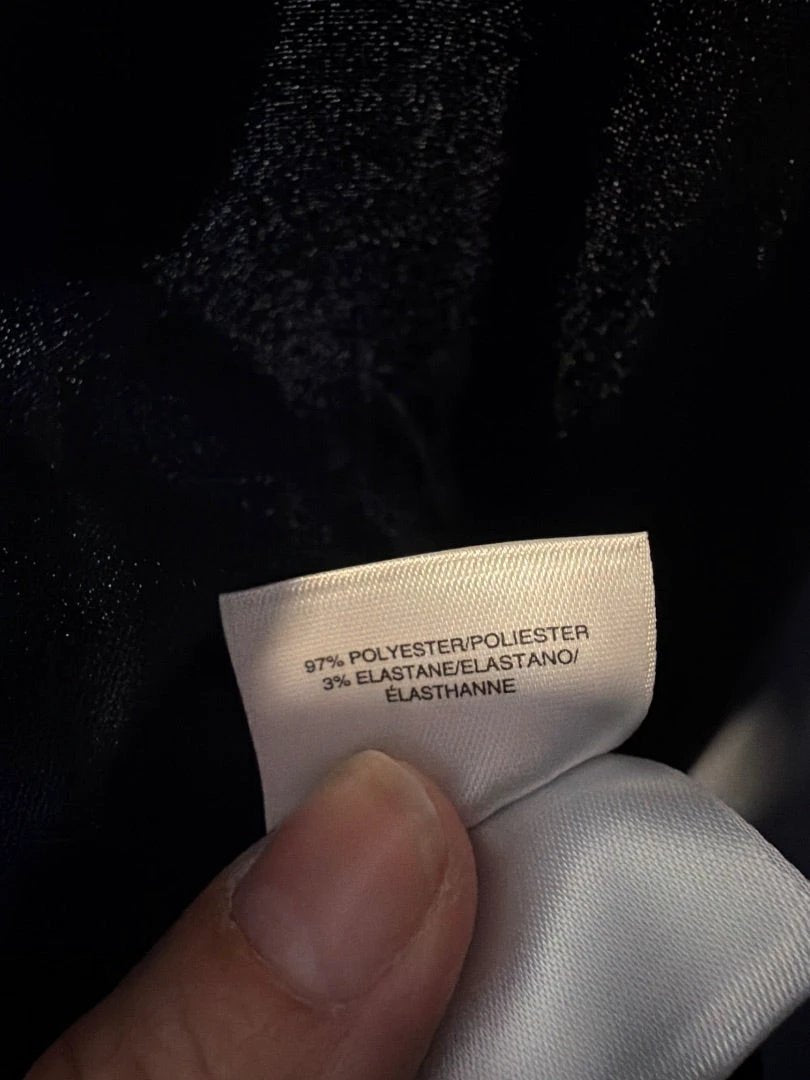 97% POLYESTER/POLIESTER
3% ELASTANE/ELASTANO/
ÉLASTHANNE